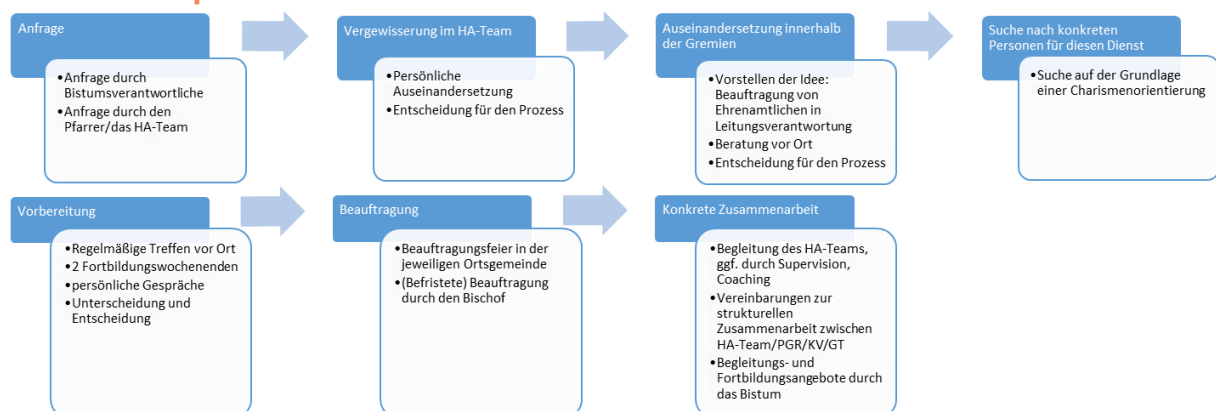 Anfrage
•Anfrage durch
Bistumsverantwortliche
•Anfrage durch den
Pfarrer/das HA-Team
Vergewisserung im HA-Team
•Persönliche
Auseinandersetzung
•Entscheidung für den Prozess
Auseinandersetzung innerhalb
der Gremien
•Vorstellen der Idee:
Beauftragung von
Ehrenamtlichen in
Leitungsverantwortung
•Beratung vor Ort
•Entscheidung für den Prozess
Suche nach konkreten
Personen für diesen Dienst
•Suche auf der Grundlage
einer Charismenorientierung
Vorbereitung
•Regelmäßige Treffen vor Ort
•2 Fortbildungswochenenden
•persönliche Gespräche
•Unterscheidung und
Entscheidung
Beauftragung
•Beauftragungsfeier in der
jeweiligen Ortsgemeinde
•(Befristete) Beauftragung
durch den Bischof
Konkrete Zusammenarbeit
•Begleitung des HA-Teams,
ggf. durch Supervision,
Coaching
•Vereinbarungen zur
strukturellen
Zusammenarbeit zwischen
HA-Team/PGR/KV/GT
•Begleitungs- und
Fortbildungsangebote durch
das Bistum